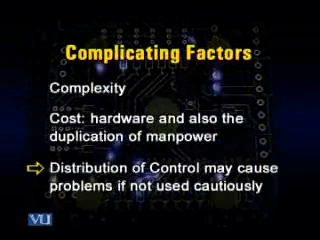 Complicating Factors
Complexity
Cost: hardware and also the
duplication of manpower
Distribution of Control may cause
problems if not used cautiously
VU